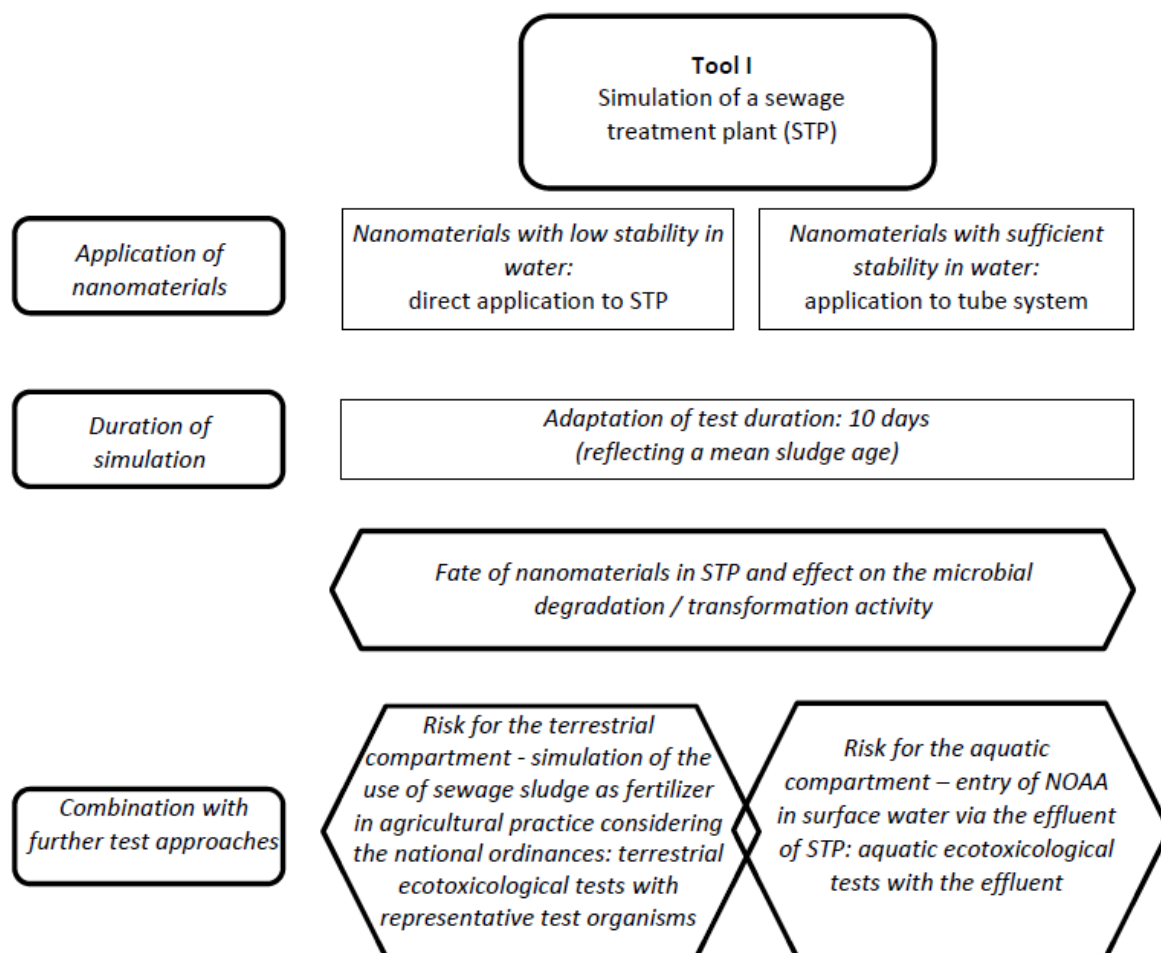 Tool I
Simulation of a sewage
treatment plant (STP)
Application of
nanomaterials
Nanomaterials with low stability in
water:
direct application to STP
Nanomaterials with sufficient
stability in water:
application to tube system
Duration of
simulation
Adaptation of test duration: 10 days
(reflecting a mean sludge age)
Fate of nanomaterials in STP and effect on the microbial
degradation / transformation activity
Combination with
further test approaches
Risk for the terrestrial
compartment - simulation of the
use of sewage sludge as fertilizer
in agricultural practice considering
the national ordinances: terrestrial
ecotoxicological tests with
representative test organisms
Risk for the aquatic
compartment – entry of NOAA
in surface water via the effluent
of STP: aquatic ecotoxicological
tests with the effluent